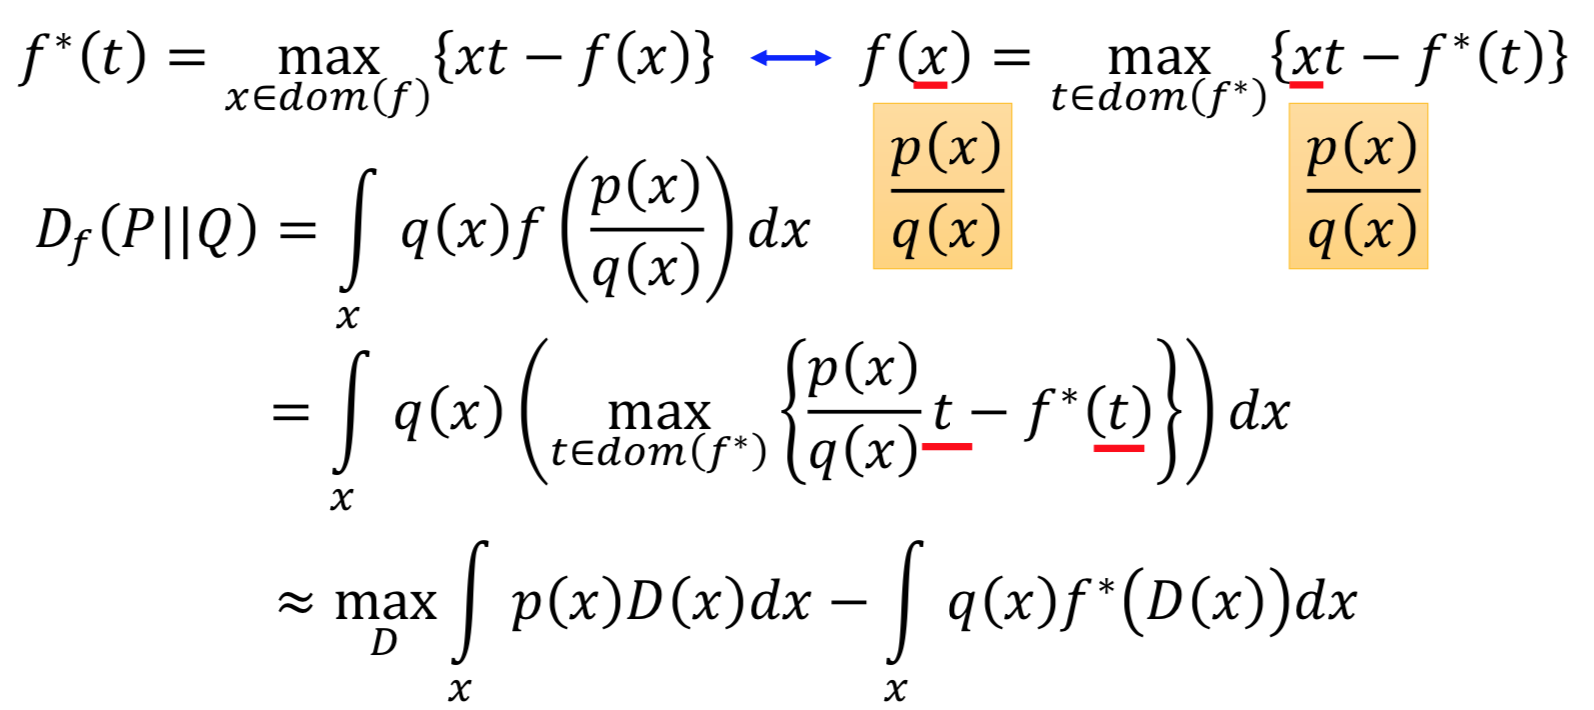 f*(t) = max_{x∈dom(f)} {xt − f(x)} ⟷ f(x) = max_{t∈dom(f*)} {xt − f*(t)}
p(x)/q(x) p(x)/q(x)
D_f(P||Q) = ∫_x q(x) f(p(x)/q(x)) dx
= ∫_x q(x) (max_{t∈dom(f*)} {p(x)/q(x) t − f*(t)}) dx
≈ max_D ∫_x p(x)D(x)dx − ∫_x q(x)f*(D(x))dx